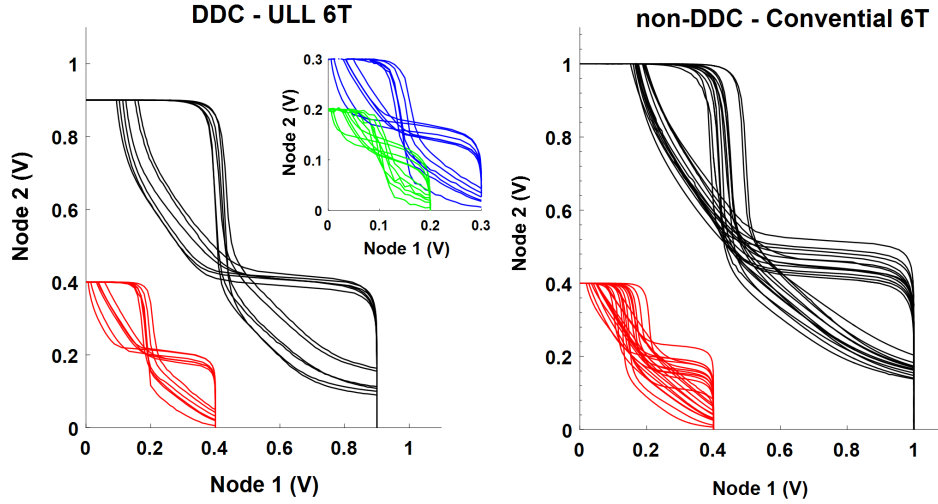 DDC - ULL 6T
Node 2 (V)
1
0.8
0.6
0.4
0.2
0
0 0.2 0.4 0.6 0.8 1
Node 1 (V)
Node 2 (V)
0.3
0.2
0.1
0
0 0.1 0.2 0.3
Node 1 (V)
non-DDC - Convential 6T
Node 2 (V)
1
0.8
0.6
0.4
0.2
0
0 0.2 0.4 0.6 0.8 1
Node 1 (V)